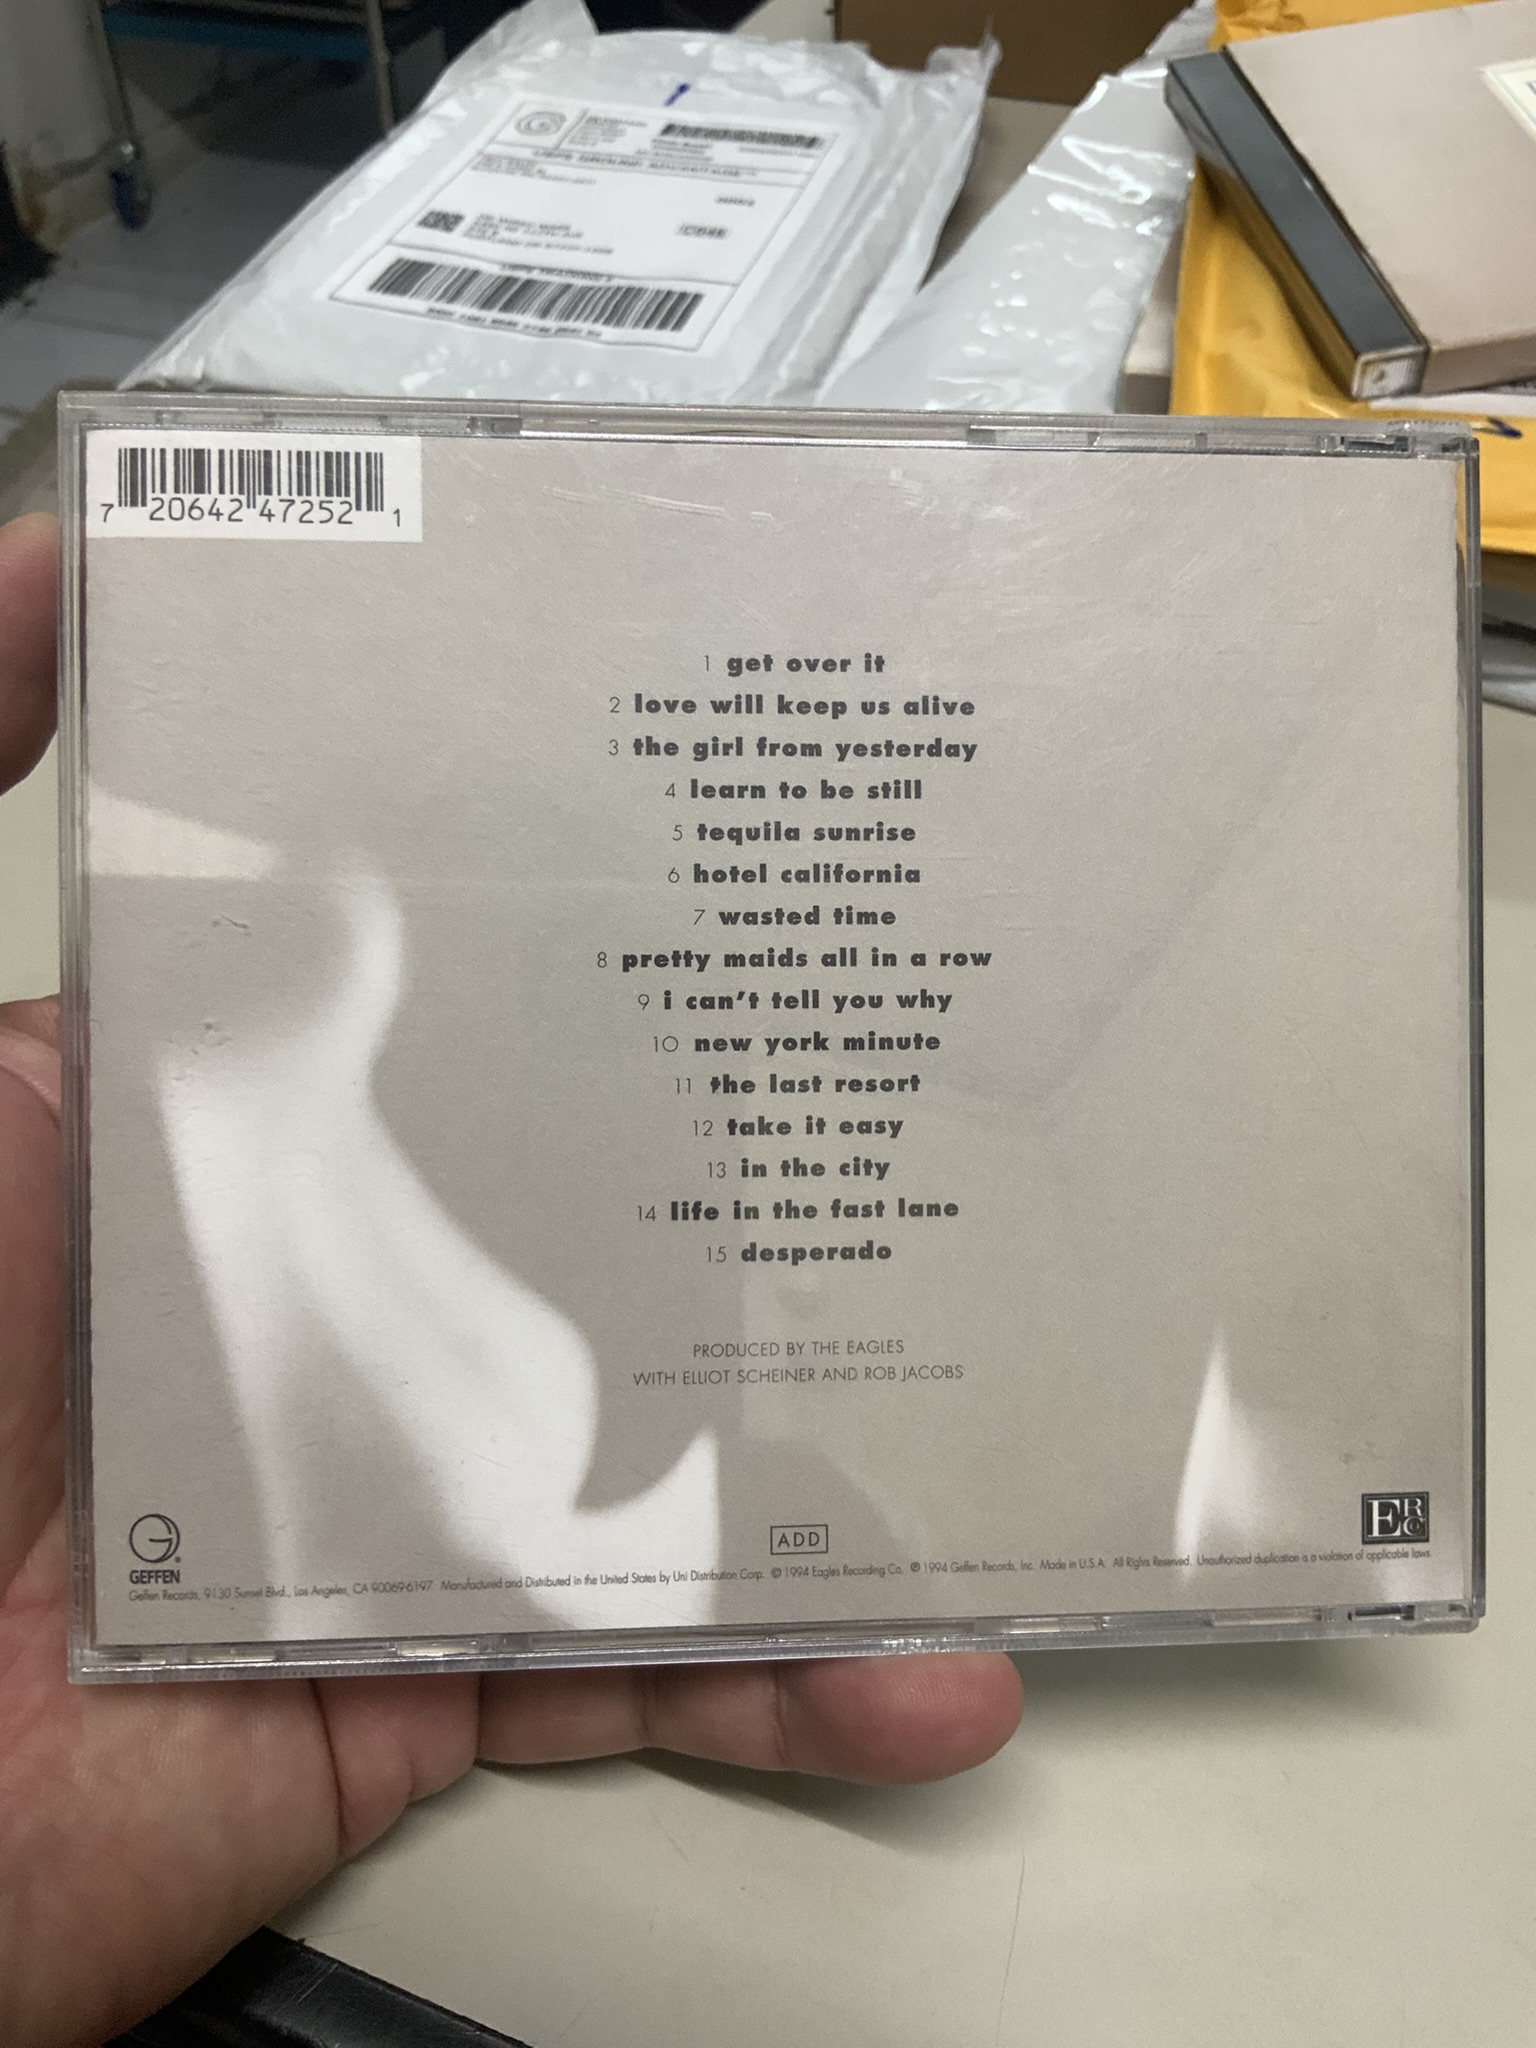 7 20642 47252 1
1 get over it
2 love will keep us alive
3 the girl from yesterday
4 learn to be still
5 tequila sunrise
6 hotel california
7 wasted time
8 pretty maids all in a row
9 i can't tell you why
10 new york minute
11 the last resort
12 take it easy
13 in the city
14 life in the fast lane
15 desperado
PRODUCED BY THE EAGLES
WITH ELLIOT SCHEINER AND ROB JACOBS
GEFFEN
ADD
ERC
Geffen Records, 9130 Sunset Blvd., Los Angeles, CA 90069-6197 Manufactured and Distributed in the United States by Uni Distribution Corp. © 1994 Eagles Recording Co. ℗ 1994 Geffen Records, Inc. Made in U.S.A. All Rights Reserved. Unauthorized duplication is a violation of applicable laws.